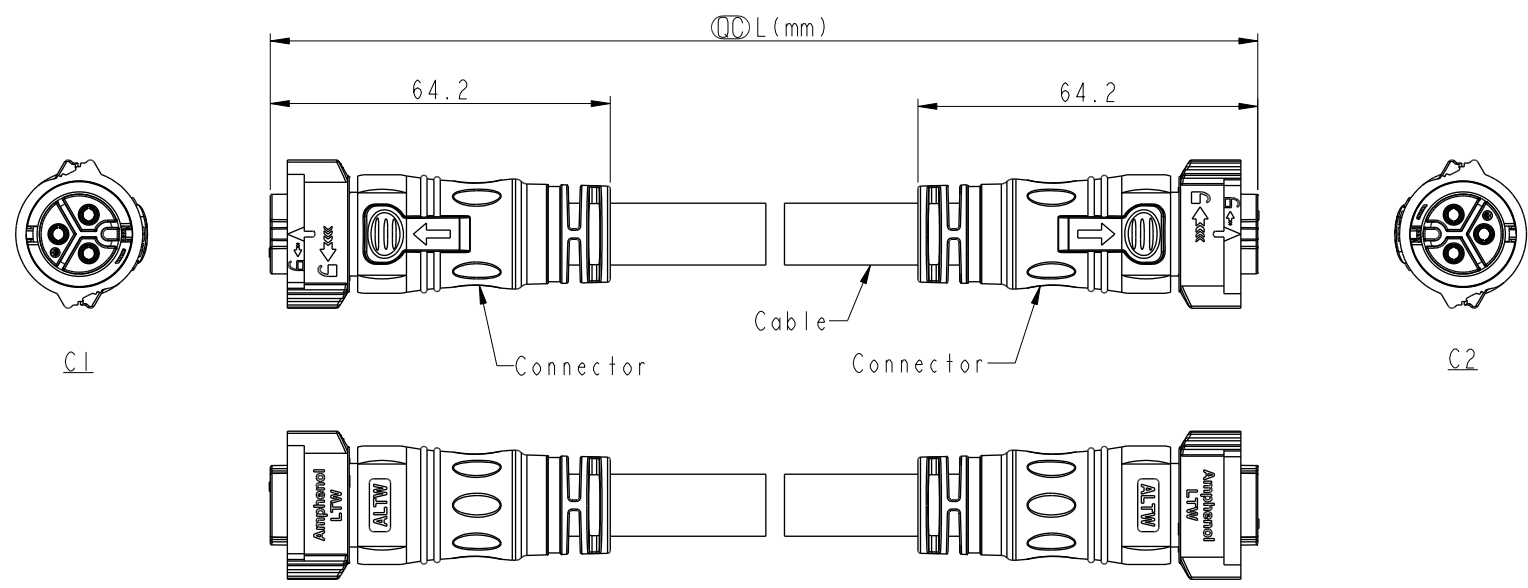 QC L(mm)
64.2
64.2
Cable
Connector
Connector
C1
C2
Amphenol
LTW
ALTW
ALTW
Amphenol
LTW